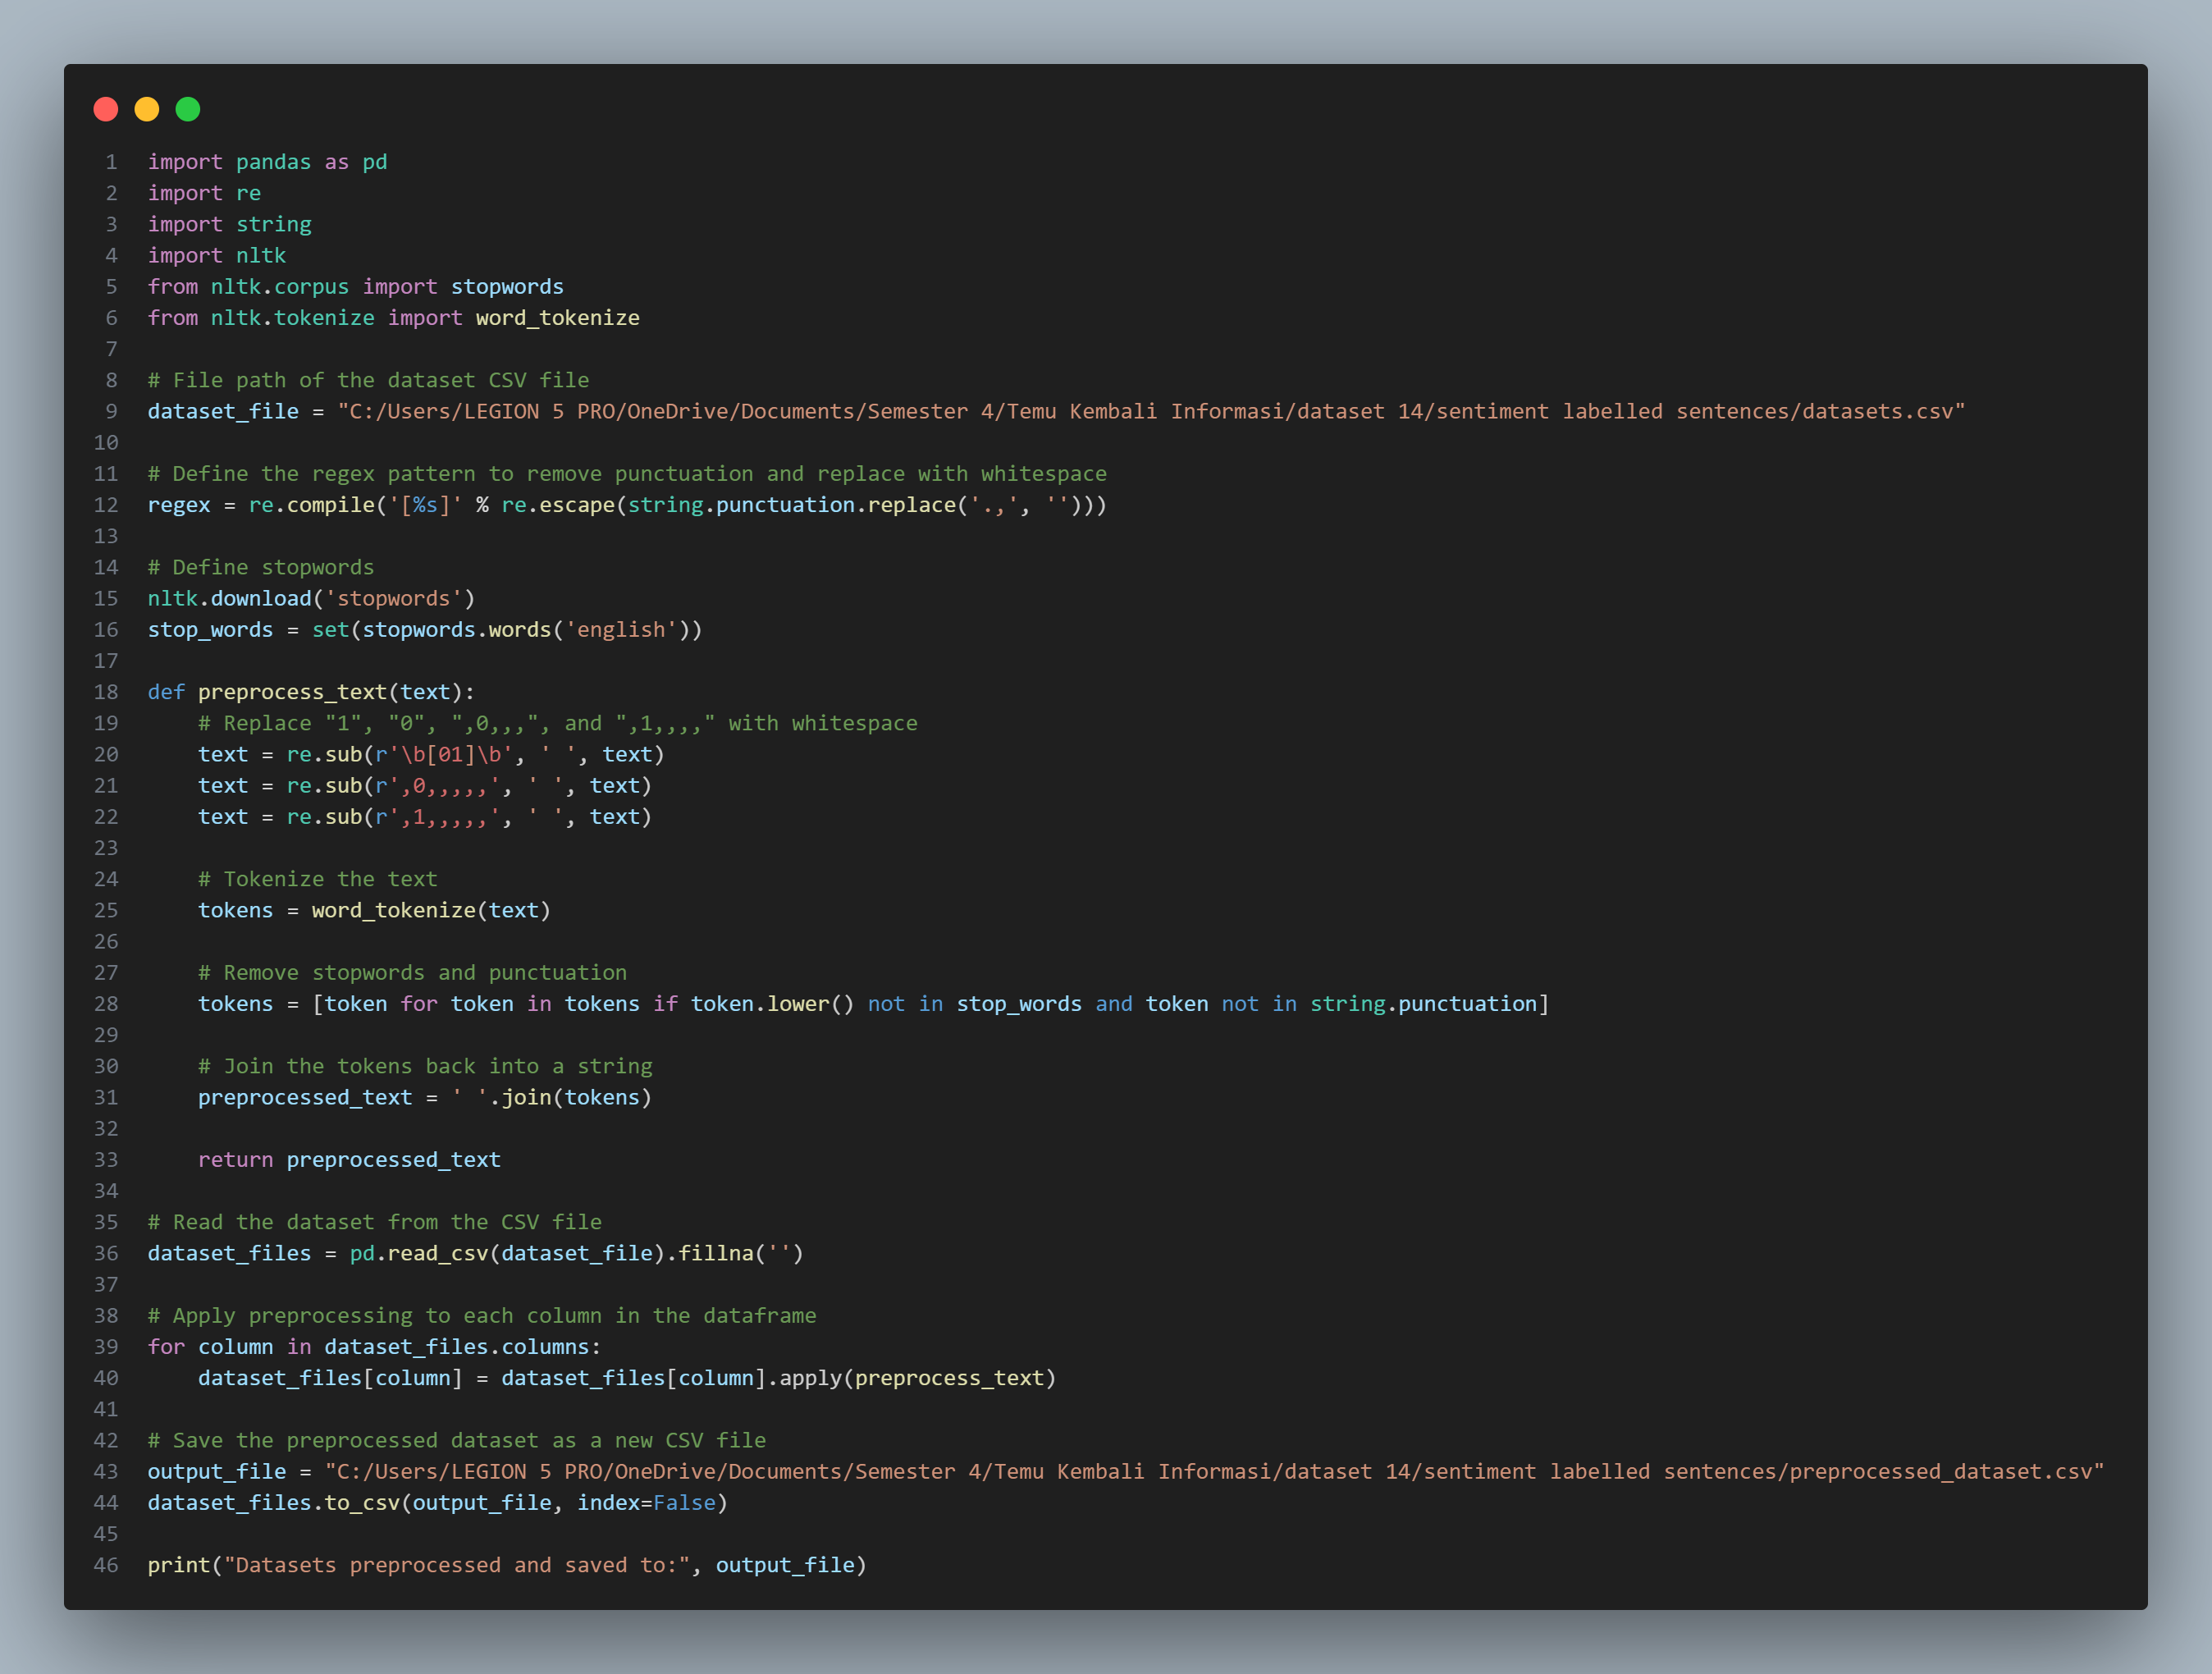 1 import pandas as pd
2 import re
3 import string
4 import nltk
5 from nltk.corpus import stopwords
6 from nltk.tokenize import word_tokenize
7
8 # File path of the dataset CSV file
9 dataset_file = "C:/Users/LEGION 5 PRO/OneDrive/Documents/Semester 4/Temu Kembali Informasi/dataset 14/sentiment labelled sentences/datasets.csv"
10
11 # Define the regex pattern to remove punctuation and replace with whitespace
12 regex = re.compile('[%s]' % re.escape(string.punctuation.replace('.,', '')))
13
14 # Define stopwords
15 nltk.download('stopwords')
16 stop_words = set(stopwords.words('english'))
17
18 def preprocess_text(text):
19     # Replace "1", "0", ",0,,,", and ",1,,,," with whitespace
20     text = re.sub(r'\b[01]\b', ' ', text)
21     text = re.sub(r',0,,,,,', ' ', text)
22     text = re.sub(r',1,,,,,', ' ', text)
23
24     # Tokenize the text
25     tokens = word_tokenize(text)
26
27     # Remove stopwords and punctuation
28     tokens = [token for token in tokens if token.lower() not in stop_words and token not in string.punctuation]
29
30     # Join the tokens back into a string
31     preprocessed_text = ' '.join(tokens)
32
33     return preprocessed_text
34
35 # Read the dataset from the CSV file
36 dataset_files = pd.read_csv(dataset_file).fillna('')
37
38 # Apply preprocessing to each column in the dataframe
39 for column in dataset_files.columns:
40     dataset_files[column] = dataset_files[column].apply(preprocess_text)
41
42 # Save the preprocessed dataset as a new CSV file
43 output_file = "C:/Users/LEGION 5 PRO/OneDrive/Documents/Semester 4/Temu Kembali Informasi/dataset 14/sentiment labelled sentences/preprocessed_dataset.csv"
44 dataset_files.to_csv(output_file, index=False)
45
46 print("Datasets preprocessed and saved to:", output_file)